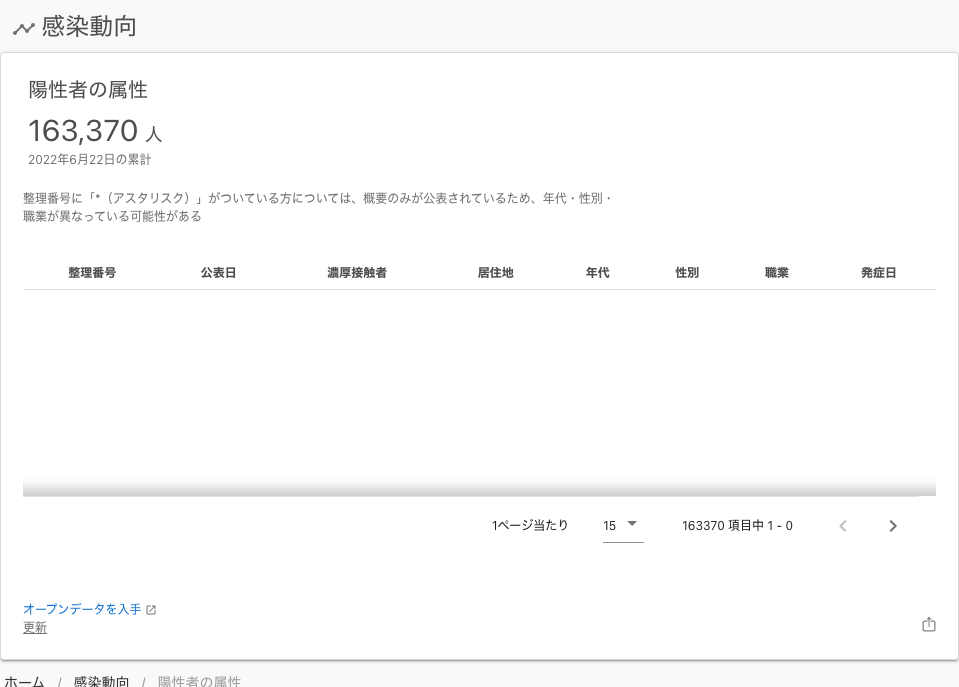 感染動向
陽性者の属性
163,370 人
2022年6月22日の累計
整理番号に「*（アスタリスク）」がついている方については、概要のみが公表されているため、年代・性別・
職業が異なっている可能性がある
整理番号 公表日 濃厚接触者 居住地 年代 性別 職業 発症日
1ページ当たり 15 163370 項目中 1 - 0
オープンデータを入手
更新
ホーム / 感染動向 / 陽性者の属性